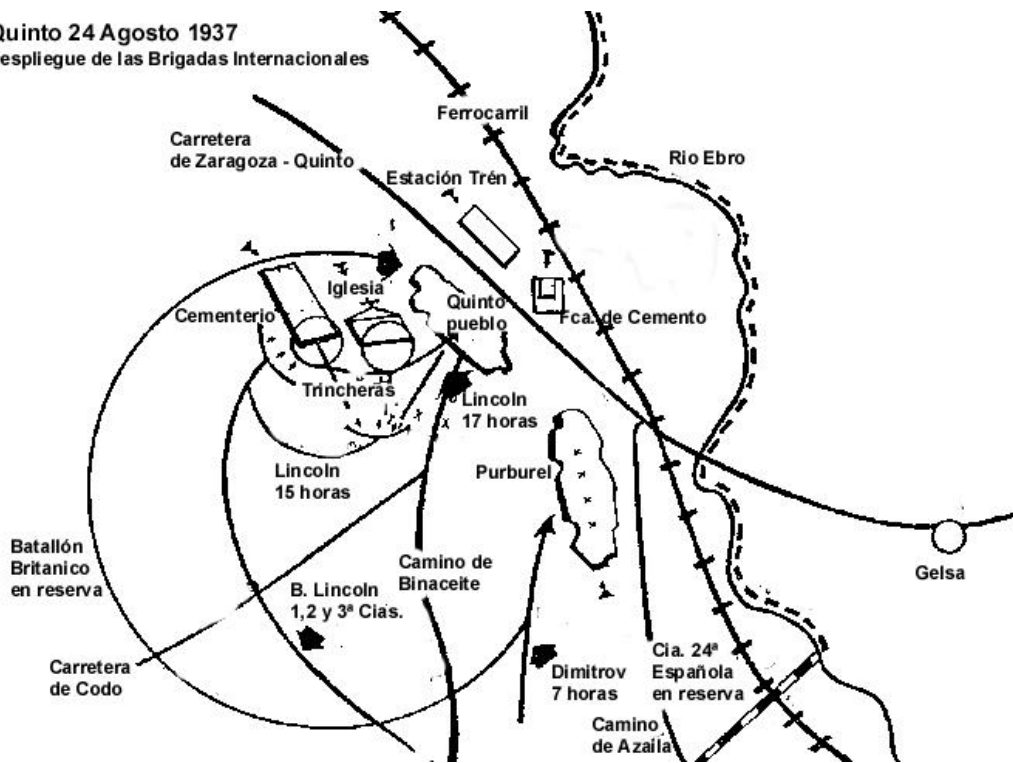 Quinto 24 Agosto 1937
espliegue de las Brigadas Internacionales
Ferrocarril
Carretera
de Zaragoza - Quinto
Rio Ebro
Estación Trén
Iglesia
Quinto
pueblo
Cementerio
Fca. de Cemento
Trincheras
Lincoln
17 horas
Lincoln
15 horas
Purburel
Batallón
Britanico
en reserva
Camino de
Binaceite
Gelsa
B. Lincoln
1,2 y 3ª Cias.
Carretera
de Codo
Dimitrov
7 horas
Cia. 24ª
Española
en reserva
Camino
de Azaila